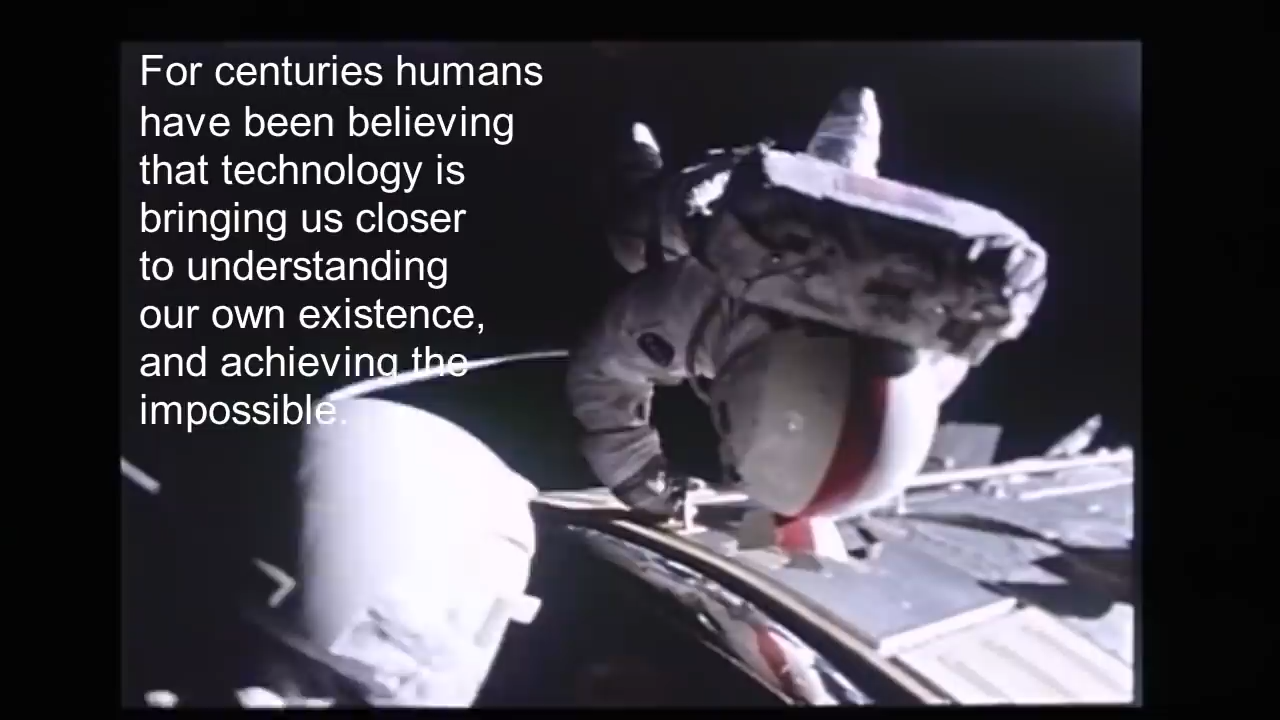 For centuries humans
have been believing
that technology is
bringing us closer
to understanding
our own existence,
and achieving the
impossible.